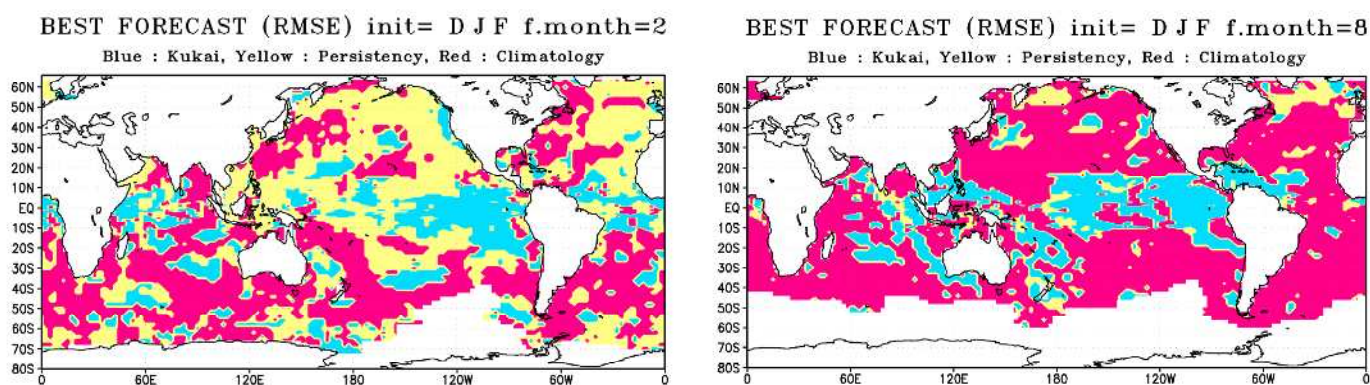 BEST FORECAST (RMSE) init= DJF f.month=2
Blue : Kukai, Yellow : Persistency, Red : Climatology
60N
50N
40N
30N
20N
10N
EQ
10S
20S
30S
40S
50S
60S
70S
80S
0 60E 120E 180 120W 60W 0
BEST FORECAST (RMSE) init= DJF f.month=8
Blue : Kukai, Yellow : Persistency, Red : Climatology
60N
50N
40N
30N
20N
10N
EQ
10S
20S
30S
40S
50S
60S
70S
80S
0 60E 120E 180 120W 60W 0